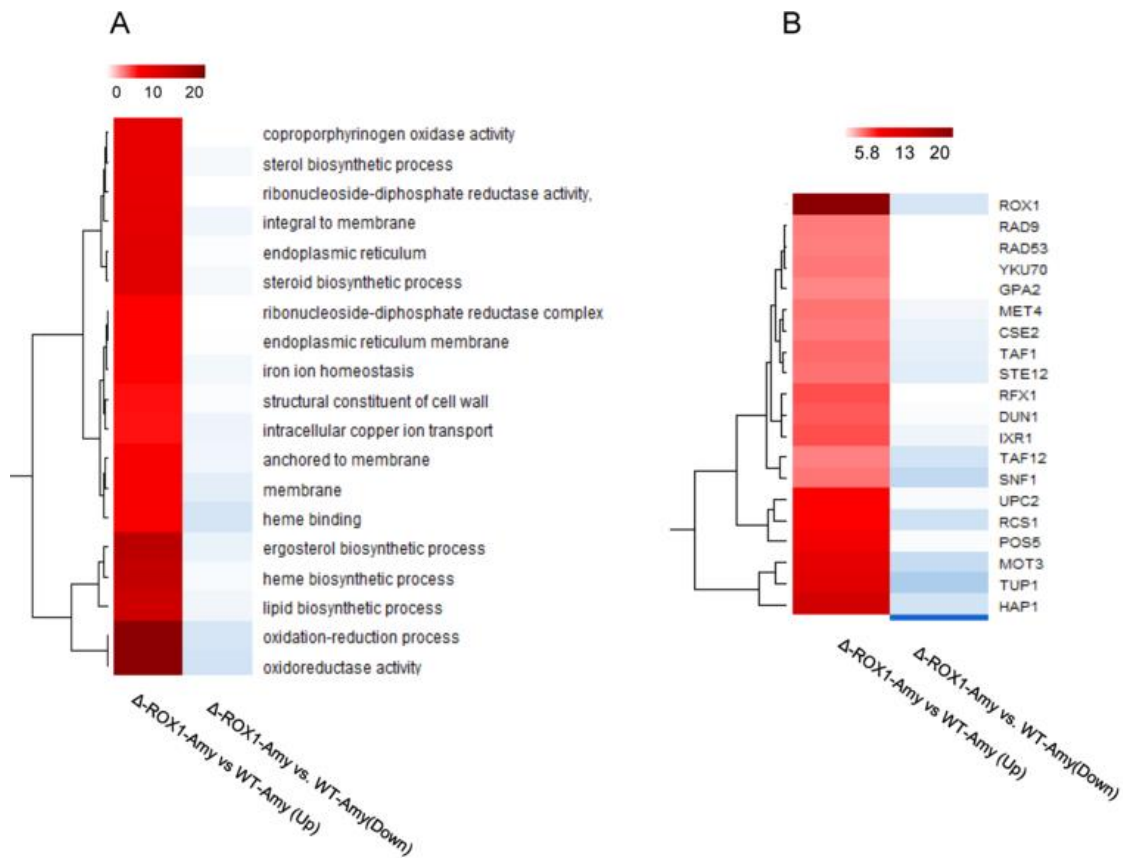 A
0 10 20
coproporphyrinogen oxidase activity
sterol biosynthetic process
ribonucleoside-diphosphate reductase activity,
integral to membrane
endoplasmic reticulum
steroid biosynthetic process
ribonucleoside-diphosphate reductase complex
endoplasmic reticulum membrane
iron ion homeostasis
structural constituent of cell wall
intracellular copper ion transport
anchored to membrane
membrane
heme binding
ergosterol biosynthetic process
heme biosynthetic process
lipid biosynthetic process
oxidation-reduction process
oxidoreductase activity
Δ-ROX1-Amy vs WT-Amy (Up)
Δ-ROX1-Amy vs. WT-Amy(Down)
B
5.8 13 20
ROX1
RAD9
RAD53
YKU70
GPA2
MET4
CSE2
TAF1
STE12
RFX1
DUN1
IXR1
TAF12
SNF1
UPC2
RCS1
POS5
MOT3
TUP1
HAP1
Δ-ROX1-Amy vs WT-Amy (Up)
Δ-ROX1-Amy vs. WT-Amy(Down)